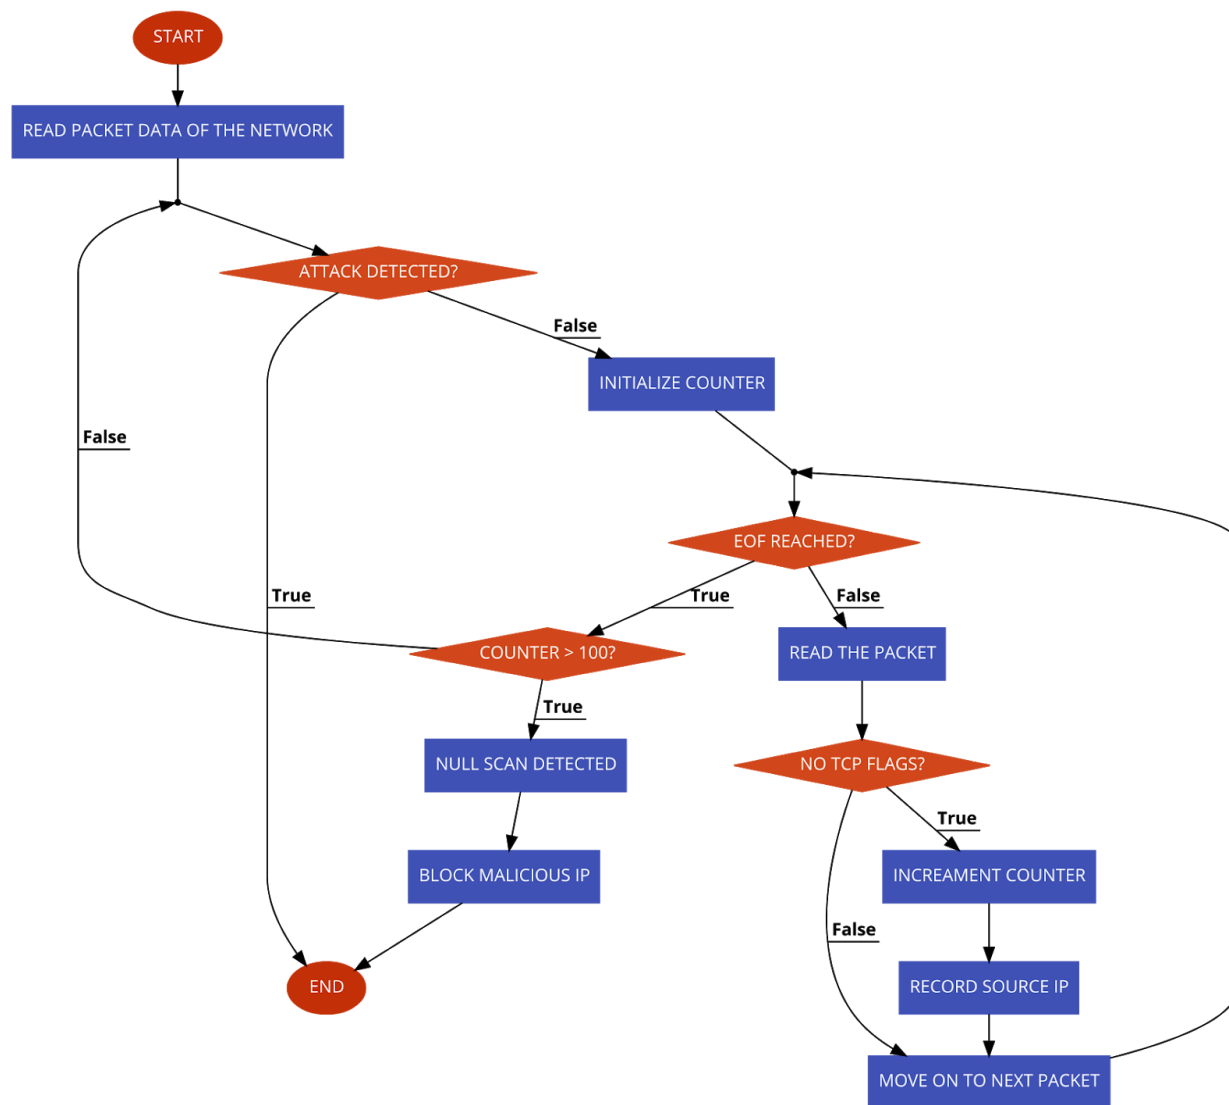 START
READ PACKET DATA OF THE NETWORK
ATTACK DETECTED?
False
INITIALIZE COUNTER
False
EOF REACHED?
True
True
False
COUNTER > 100?
READ THE PACKET
True
NULL SCAN DETECTED
NO TCP FLAGS?
True
BLOCK MALICIOUS IP
INCREAMENT COUNTER
False
END
RECORD SOURCE IP
MOVE ON TO NEXT PACKET